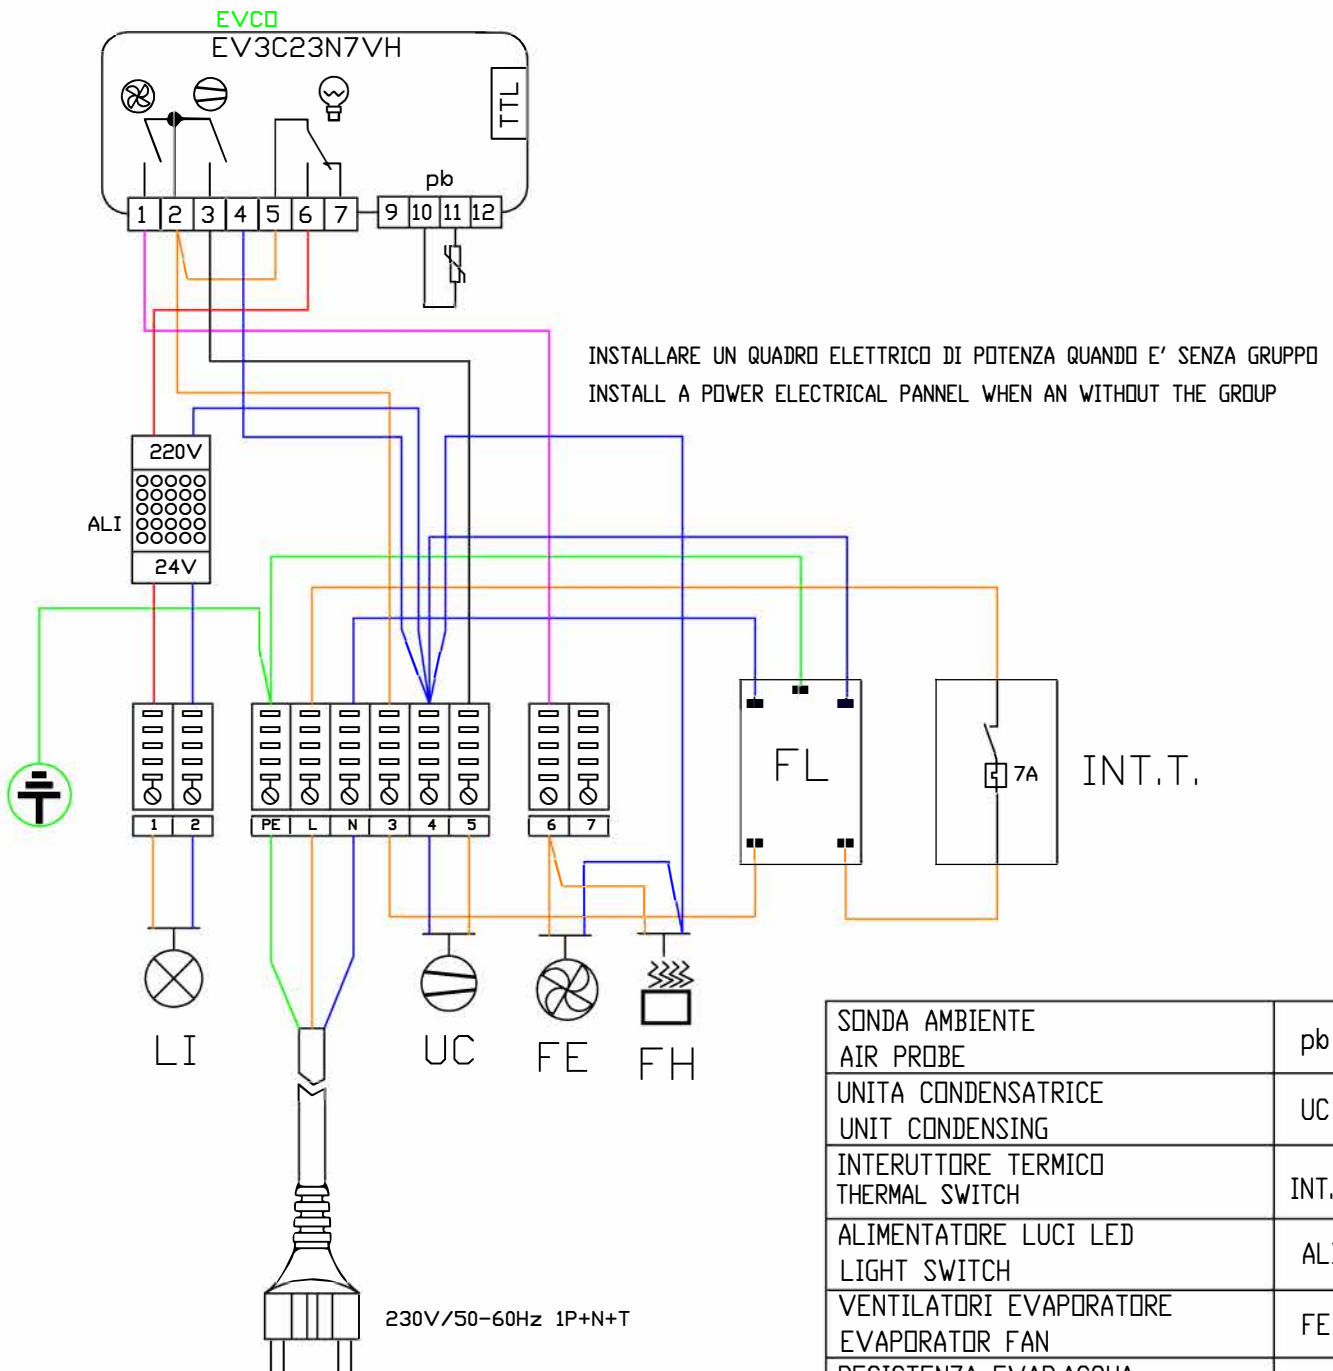 EVCO
EV3C23N7VH
TTL
pb
1 2 3 4 5 6 7 9 10 11 12
INSTALLARE UN QUADRO ELETTRICO DI POTENZA QUANDO E' SENZA GRUPPO
INSTALL A POWER ELECTRICAL PANNEL WHEN AN WITHOUT THE GROUP
220V
ALI
24V
FL
7A
INT.T.
1 2 PE L N 3 4 5 6 7
LI
UC
FE
FH
230V/50-60Hz 1P+N+T
SONDA AMBIENTE
AIR PROBE
pb
UNITA CONDENSATRICE
UNIT CONDENSING
UC
INTERUTTORE TERMICO
THERMAL SWITCH
INT.
ALIMENTATORE LUCI LED
LIGHT SWITCH
ALI
VENTILATORI EVAPORATORE
EVAPORATOR FAN
FE